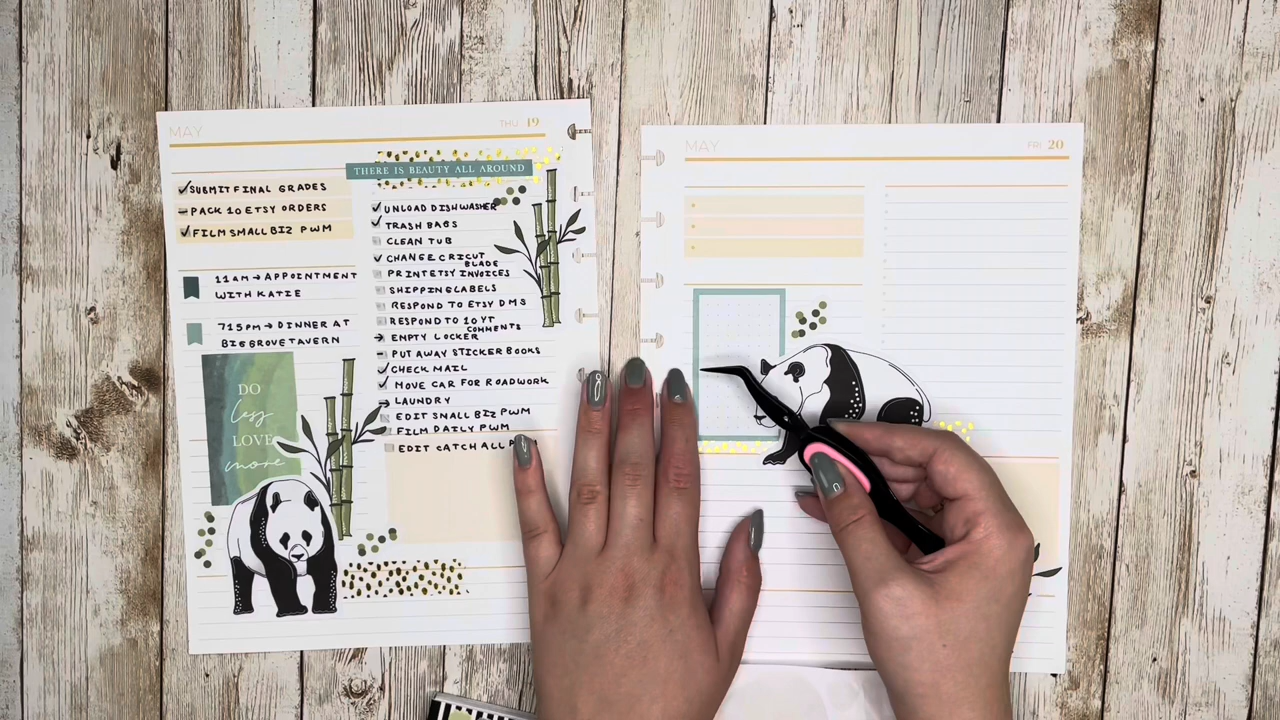 MAY
THU 19
THERE IS BEAUTY ALL AROUND
SUBMIT FINAL GRADES
PACK 10 ETSY ORDERS
FILM SMALL BIZ PWM
11AM → APPOINTMENT
WITH KATIE
715PM → DINNER AT
BIG GROVE TAVERN
DO
less
LOVE
more
UNLOAD DISHWASHER
TRASH BAGS
CLEAN TUB
CHANGE CRICUT
BLADE
PRINT ETSY INVOICES
SHIPPING LABELS
RESPOND TO ETSY DMS
RESPOND TO 10 YT
COMMENTS
EMPTY LOCKER
PUT AWAY STICKER BOOKS
CHECK MAIL
MOVE CAR FOR ROADWORK
LAUNDRY
EDIT SMALL BIZ PWM
FILM DAILY PWM
EDIT CATCH ALL
MAY
FRI 20